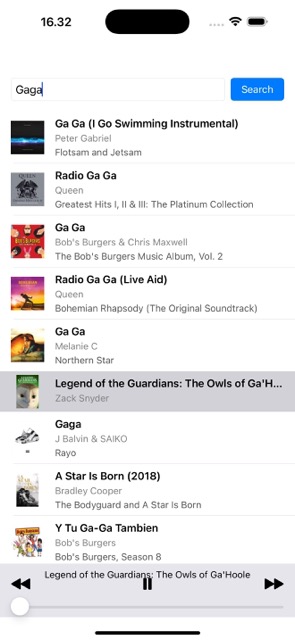 16.32
Gaga
Search
Ga Ga (I Go Swimming Instrumental)
Peter Gabriel
Flotsam and Jetsam
Radio Ga Ga
Queen
Greatest Hits I, II & III: The Platinum Collection
Ga Ga
Bob's Burgers & Chris Maxwell
The Bob's Burgers Music Album, Vol. 2
Radio Ga Ga (Live Aid)
Queen
Bohemian Rhapsody (The Original Soundtrack)
Ga Ga
Melanie C
Northern Star
Legend of the Guardians: The Owls of Ga'H...
Zack Snyder
Gaga
J Balvin & SAIKO
Rayo
A Star Is Born (2018)
Bradley Cooper
The Bodyguard and A Star Is Born
Y Tu Ga-Ga Tambien
Bob's Burgers
Bob's Burgers, Season 8
Legend of the Guardians: The Owls of Ga'Hoole